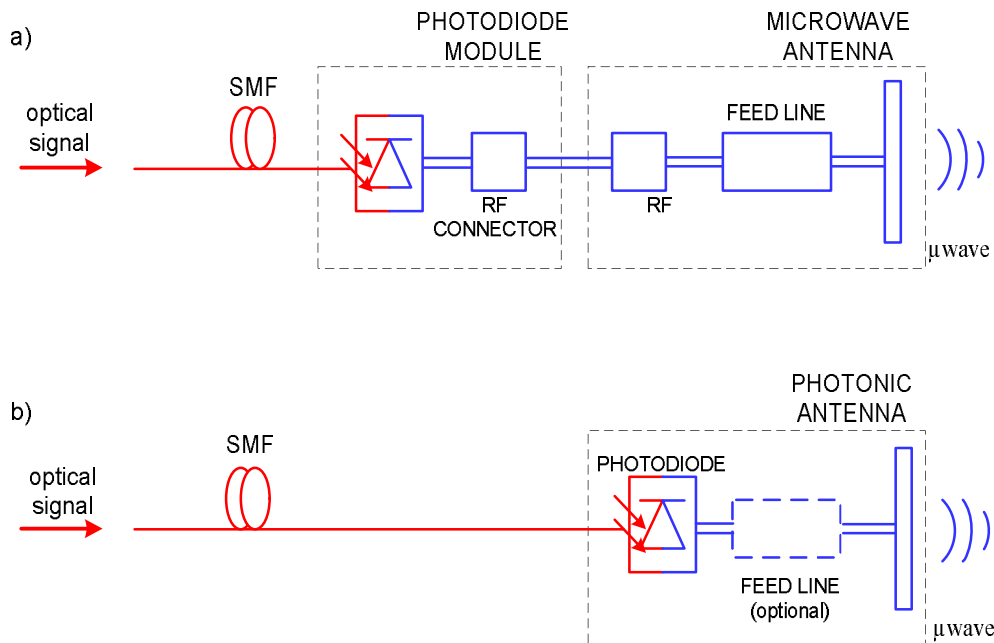 a)
PHOTODIODE
MODULE
MICROWAVE
ANTENNA
SMF
optical
signal
FEED LINE
RF
CONNECTOR
RF
μwave
b)
PHOTONIC
ANTENNA
SMF
optical
signal
PHOTODIODE
FEED LINE
(optional)
μwave